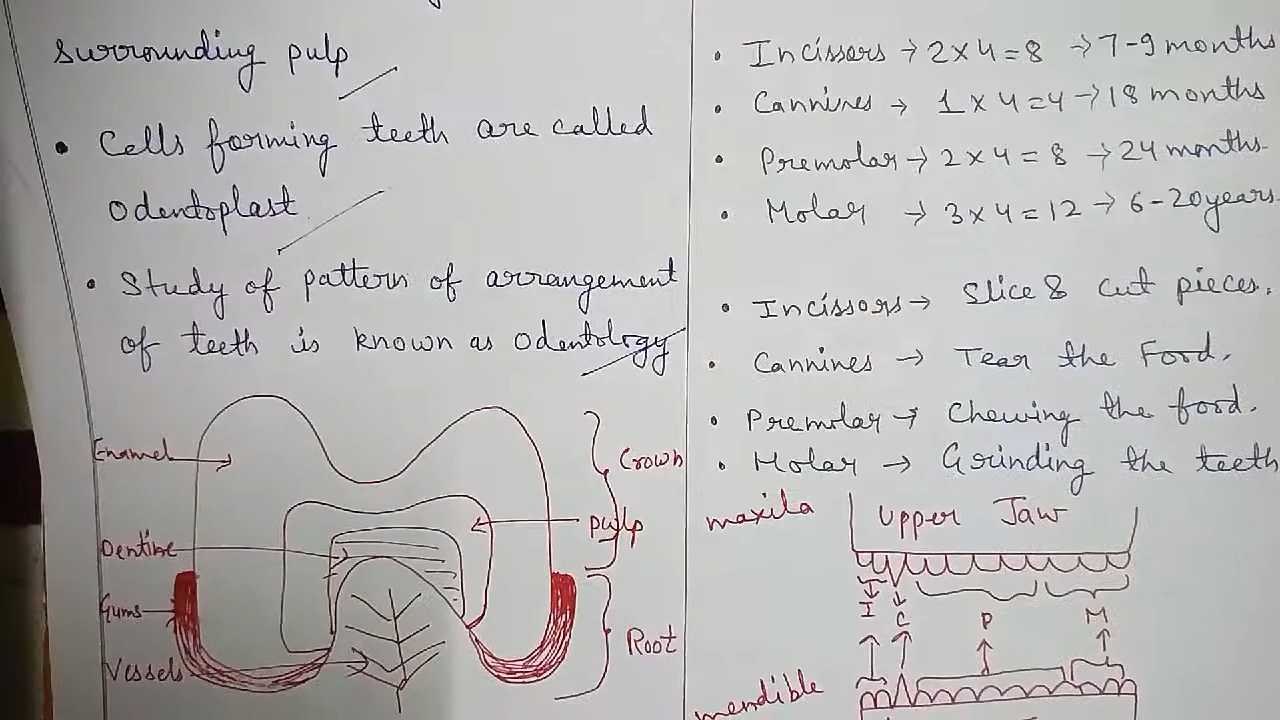 surrounding pulp
• Cells forming teeth are called
Odentoplast
• Study of pattern of arrangement
of teeth is known as Odentology
Enamel
Dentine
Gums
Vessels
Crown
Pulp
Root
• Incissors → 2 x 4 = 8 → 7-9 months
• Cannines → 1 x 4 = 4 → 18 months
• Premolar → 2 x 4 = 8 → 24 months.
• Molar → 3 x 4 = 12 → 6-20 years.
• Incissors → Slice & cut pieces.
• Cannines → Tear the Food.
• Premolar → Chewing the food.
• Molar → Grinding the teeth
maxila
Upper Jaw
I C P M
mendible